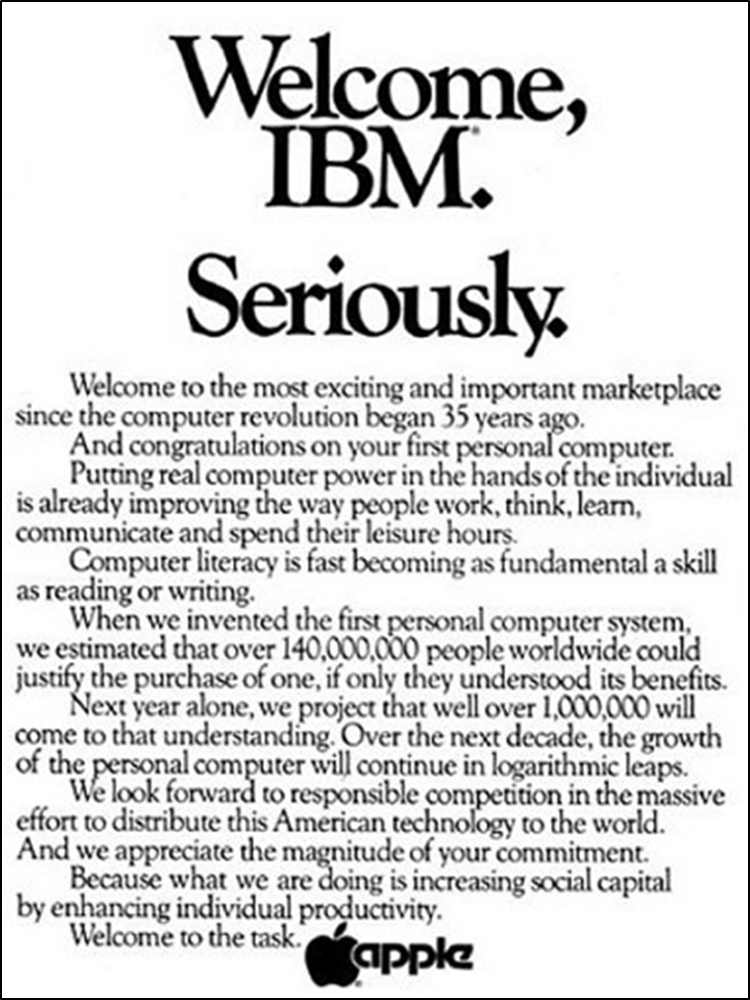 Welcome,
IBM.®
Seriously.
Welcome to the most exciting and important marketplace
since the computer revolution began 35 years ago.
And congratulations on your first personal computer.
Putting real computer power in the hands of the individual
is already improving the way people work, think, learn,
communicate and spend their leisure hours.
Computer literacy is fast becoming as fundamental a skill
as reading or writing.
When we invented the first personal computer system,
we estimated that over 140,000,000 people worldwide could
justify the purchase of one, if only they understood its benefits.
Next year alone, we project that well over 1,000,000 will
come to that understanding. Over the next decade, the growth
of the personal computer will continue in logarithmic leaps.
We look forward to responsible competition in the massive
effort to distribute this American technology to the world.
And we appreciate the magnitude of your commitment.
Because what we are doing is increasing social capital
by enhancing individual productivity.
Welcome to the task.
apple®